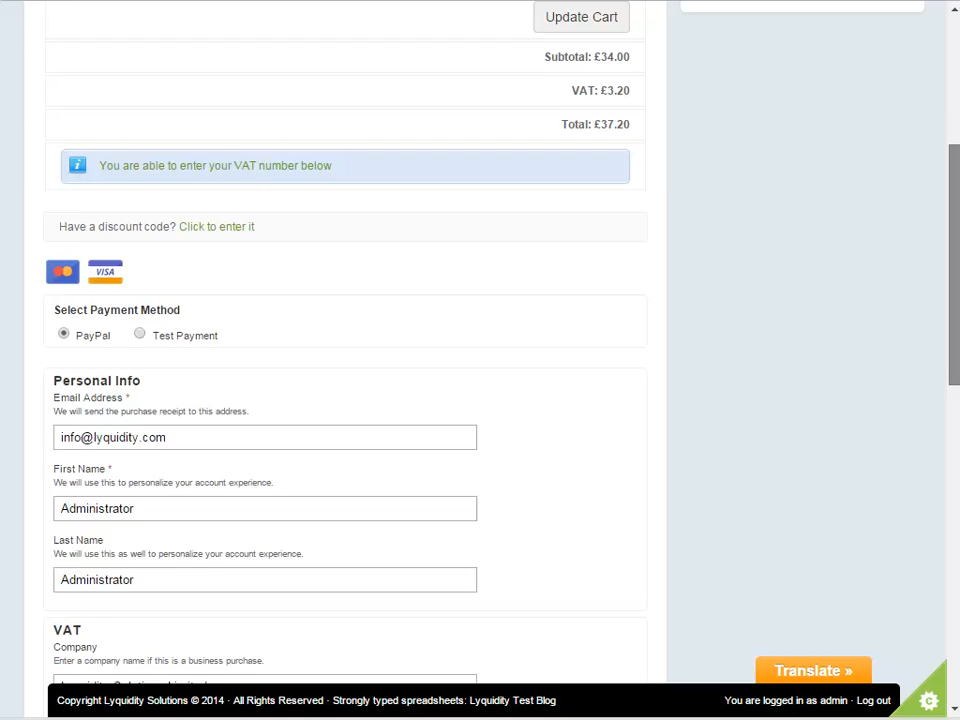 Update Cart
Subtotal: £34.00
VAT: £3.20
Total: £37.20
You are able to enter your VAT number below
Have a discount code? Click to enter it
VISA
Select Payment Method
PayPal Test Payment
Personal Info
Email Address *
We will send the purchase receipt to this address.
info@lyquidity.com
First Name *
We will use this to personalize your account experience.
Administrator
Last Name
We will use this as well to personalize your account experience.
Administrator
VAT
Company
Enter a company name if this is a business purchase.
Translate »
Copyright Lyquidity Solutions © 2014 · All Rights Reserved · Strongly typed spreadsheets: Lyquidity Test Blog You are logged in as admin · Log out